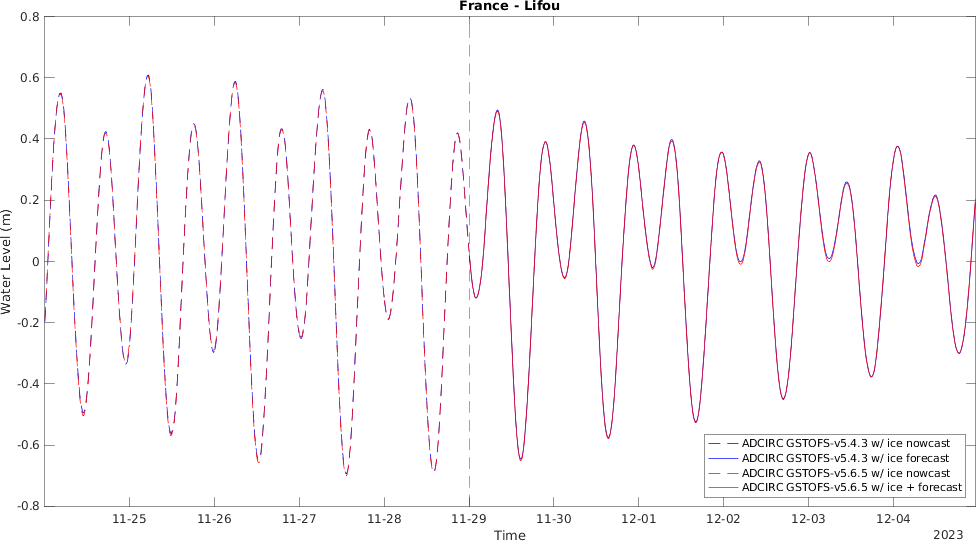 France - Lifou
Water Level (m)
0.8
0.6
0.4
0.2
0
-0.2
-0.4
-0.6
-0.8
ADCIRC GSTOFS-v5.4.3 w/ ice nowcast
ADCIRC GSTOFS-v5.4.3 w/ ice forecast
ADCIRC GSTOFS-v5.6.5 w/ ice nowcast
ADCIRC GSTOFS-v5.6.5 w/ ice + forecast
11-25 11-26 11-27 11-28 11-29 11-30 12-01 12-02 12-03 12-04
Time
2023